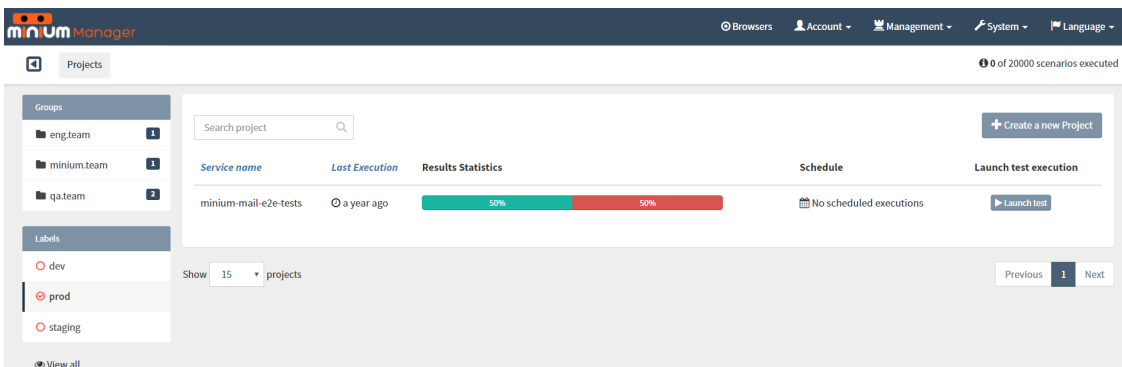 minium Manager Browsers Account Management System Language
Projects 0 of 20000 scenarios executed
Groups
eng.team 1
minium.team 1
qa.team 2
Labels
dev
prod
staging
View all
Search project Create a new Project
Service name Last Execution Results Statistics Schedule Launch test execution
minium-mail-e2e-tests a year ago 50% 50% No scheduled executions Launch test
Show 15 projects Previous 1 Next